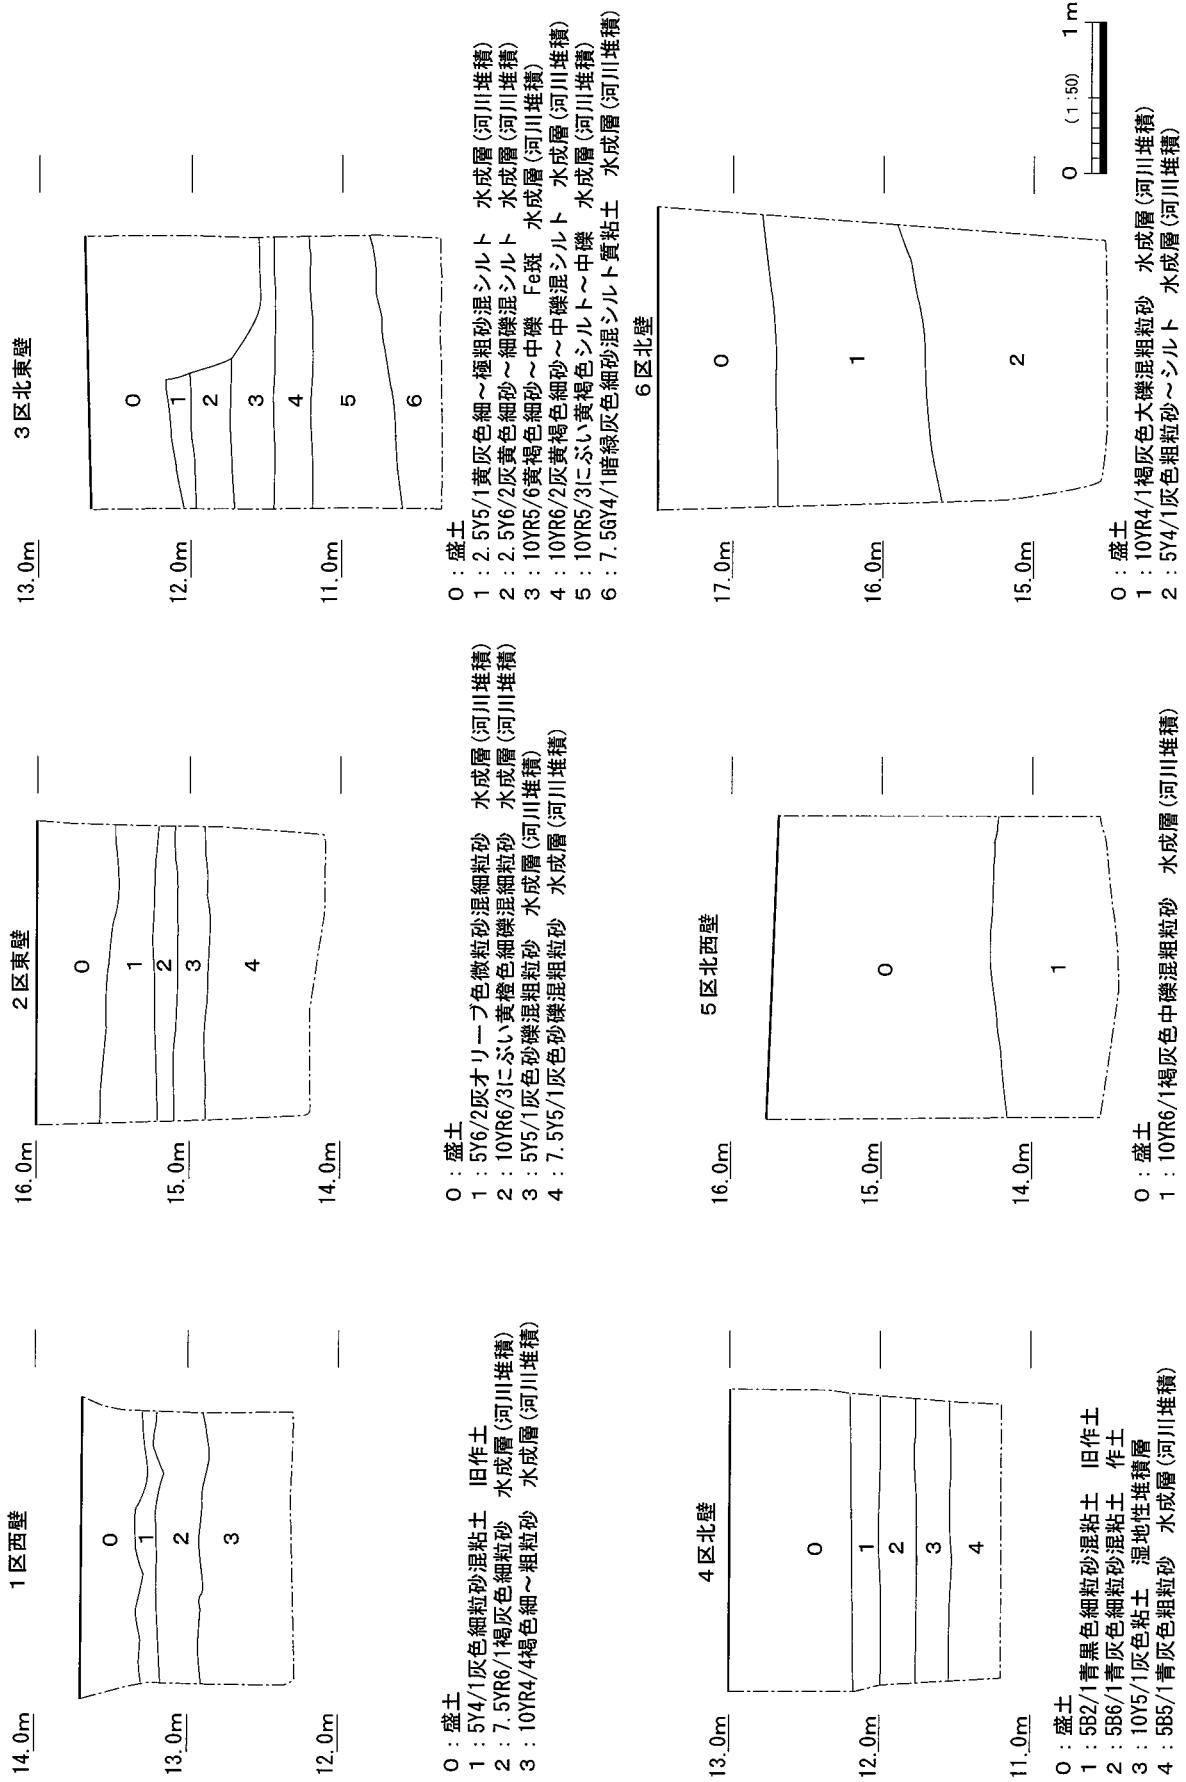 1区西壁
14.0m
13.0m
12.0m
0
1
2
3
0：盛土
1：5Y4/1灰色細粒砂混粘土　旧作土
2：7.5YR6/1褐灰色細粒砂　水成層(河川堆積)
3：10YR4/4褐色細～粗粒砂　水成層(河川堆積)
2区東壁
16.0m
15.0m
14.0m
0
1
2
3
4
0：盛土
1：5Y6/2灰オリーブ色微粒砂混細粒砂　水成層(河川堆積)
2：10YR6/3にぶい黄橙色細礫混細粒砂　水成層(河川堆積)
3：5Y5/1灰色砂礫混粗粒砂　水成層(河川堆積)
4：7.5Y5/1灰色砂礫混粗粒砂　水成層(河川堆積)
3区北東壁
13.0m
12.0m
11.0m
0
1
2
3
4
5
6
0：盛土
1：2.5Y5/1黄灰色細～極粗砂混シルト　水成層(河川堆積)
2：2.5Y6/2灰黄色細砂～細礫混シルト　水成層(河川堆積)
3：10YR5/6黄褐色細砂～中礫　Fe斑　水成層(河川堆積)
4：10YR6/2灰黄褐色細砂～中礫混シルト　水成層(河川堆積)
5：10YR5/3にぶい黄褐色シルト～中礫　水成層(河川堆積)
6：7.5GY4/1暗緑灰色細砂混シルト質粘土　水成層(河川堆積)
4区北壁
13.0m
12.0m
11.0m
0
1
2
3
4
0：盛土
1：5B2/1青黒色細粒砂混粘土　旧作土
2：5B6/1青灰色細粒砂混粘土　作土
3：10Y5/1灰色粘土　湿地性堆積層
4：5B5/1青灰色粗粒砂　水成層(河川堆積)
5区北西壁
16.0m
15.0m
14.0m
0
1
0：盛土
1：10YR6/1褐灰色中礫混粗粒砂　水成層(河川堆積)
6区北壁
17.0m
16.0m
15.0m
0
1
2
0：盛土
1：10YR4/1褐灰色大礫混粗粒砂　水成層(河川堆積)
2：5Y4/1灰色粗粒砂～シルト　水成層(河川堆積)
0 (1:50) 1m